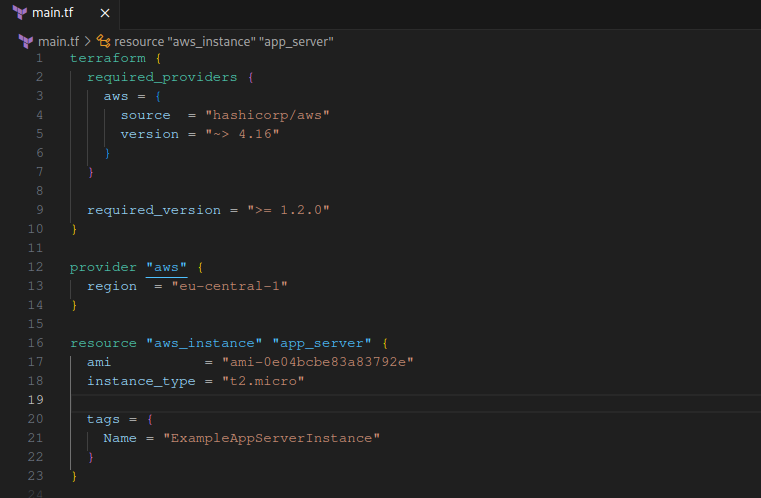 main.tf ×
main.tf > resource "aws_instance" "app_server"
1 terraform {
2 required_providers {
3 aws = {
4 source  = "hashicorp/aws"
5 version = "~> 4.16"
6 }
7 }
8
9 required_version = ">= 1.2.0"
10 }
11
12 provider "aws" {
13 region  = "eu-central-1"
14 }
15
16 resource "aws_instance" "app_server" {
17 ami           = "ami-0e04bcbe83a83792e"
18 instance_type = "t2.micro"
19
20 tags = {
21 Name = "ExampleAppServerInstance"
22 }
23 }
24